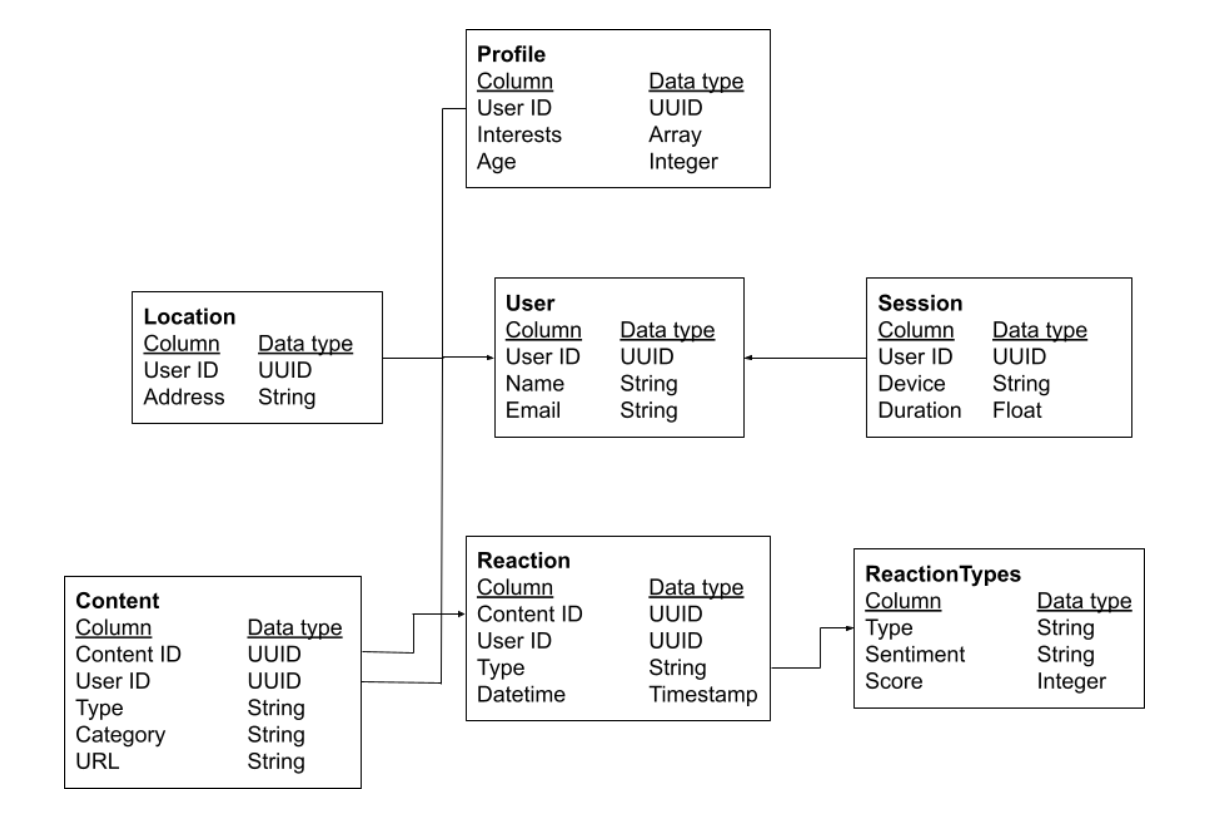 Profile
Column Data type
User ID UUID
Interests Array
Age Integer
Location
Column Data type
User ID UUID
Address String
User
Column Data type
User ID UUID
Name String
Email String
Session
Column Data type
User ID UUID
Device String
Duration Float
Content
Column Data type
Content ID UUID
User ID UUID
Type String
Category String
URL String
Reaction
Column Data type
Content ID UUID
User ID UUID
Type String
Datetime Timestamp
ReactionTypes
Column Data type
Type String
Sentiment String
Score Integer